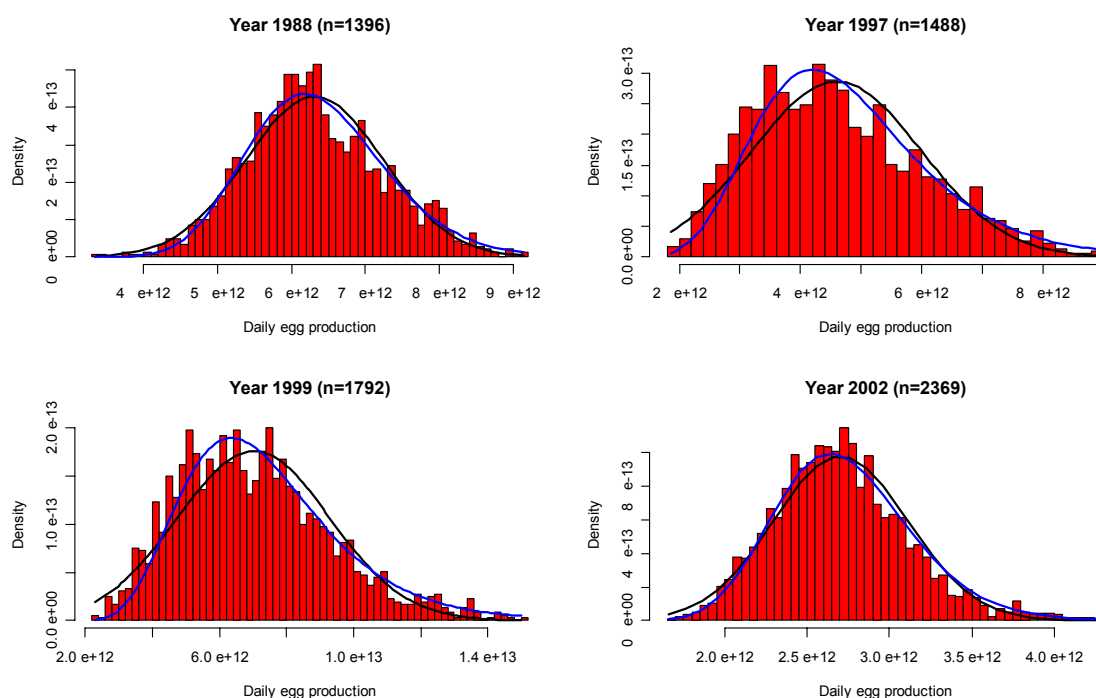 Year 1988 (n=1396)
Density
0 2 e-13 4 e-13 e+00
4 e+12 5 e+12 6 e+12 7 e+12 8 e+12 9 e+12
Daily egg production
Year 1997 (n=1488)
Density
0.0 e+00 1.5 e-13 3.0 e-13
2 e+12 4 e+12 6 e+12 8 e+12
Daily egg production
Year 1999 (n=1792)
Density
0.0 e+00 1.0 e-13 2.0 e-13
2.0 e+12 6.0 e+12 1.0 e+13 1.4 e+13
Daily egg production
Year 2002 (n=2369)
Density
0 e+00 4 e-13 8 e-13
2.0 e+12 2.5 e+12 3.0 e+12 3.5 e+12 4.0 e+12
Daily egg production